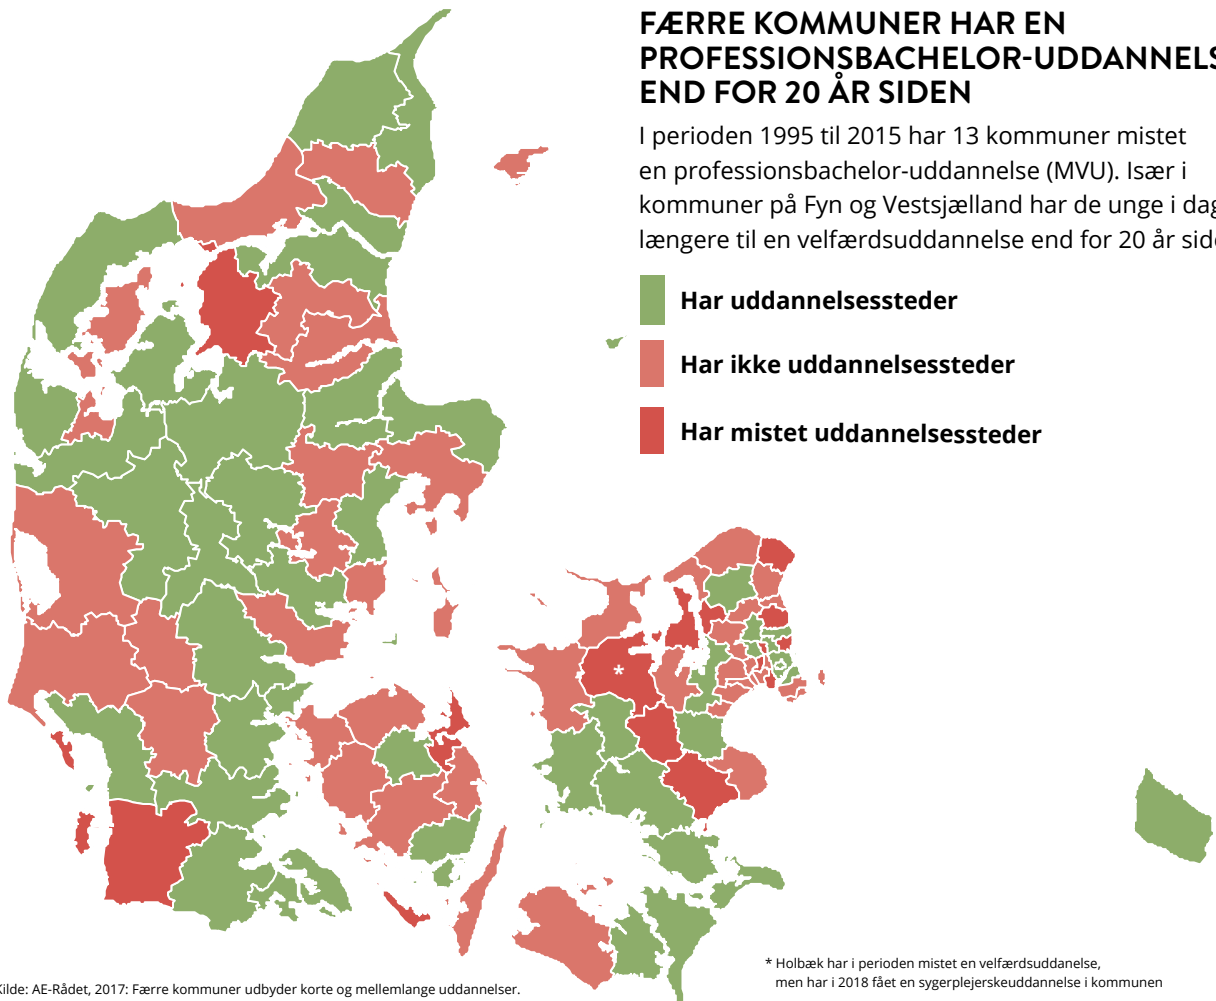 FÆRRE KOMMUNER HAR EN
PROFESSIONSBACHELOR-UDDANNELS
END FOR 20 ÅR SIDEN
I perioden 1995 til 2015 har 13 kommuner mistet
en professionsbachelor-uddannelse (MVU). Især i
kommuner på Fyn og Vestsjælland har de unge i dag
længere til en velfærdsuddannelse end for 20 år side
Har uddannelsessteder
Har ikke uddannelsessteder
Har mistet uddannelsessteder
*
* Holbæk har i perioden mistet en velfærdsuddanelse,
men har i 2018 fået en sygerplejerskeuddannelse i kommunen
Kilde: AE-Rådet, 2017: Færre kommuner udbyder korte og mellemlange uddannelser.